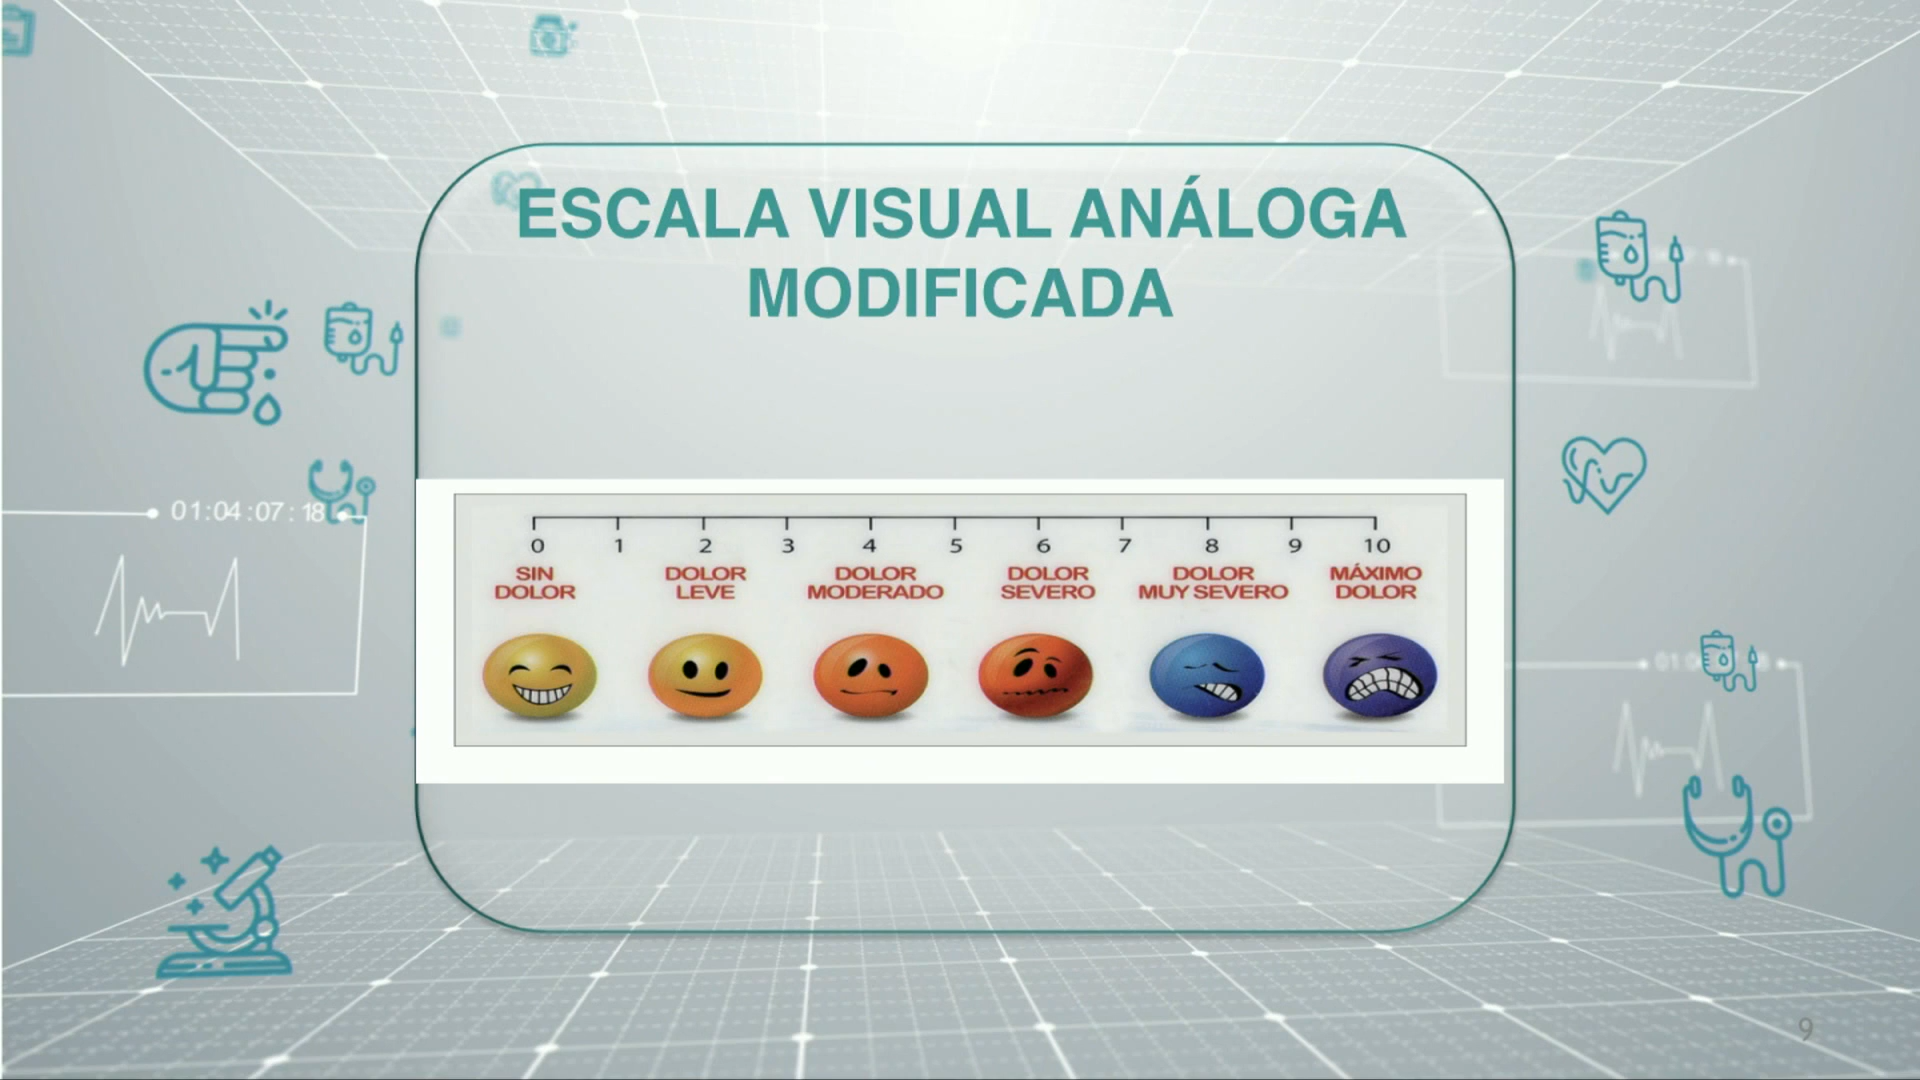 ESCALA VISUAL ANÁLOGA
MODIFICADA
01:04:07:18
0 1 2 3 4 5 6 7 8 9 10
SIN DOLOR DOLOR DOLOR DOLOR MÁXIMO
DOLOR LEVE MODERADO SEVERO MUY SEVERO DOLOR
9